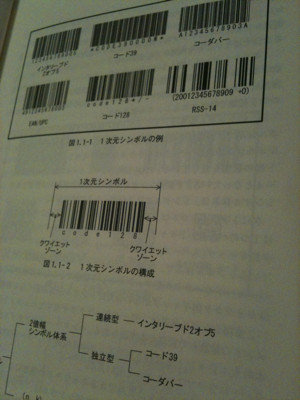 インタリーブド
2オブ5
コード39
A12345678903A
コーダバー
EAN/UPC
code128*/-
コード128
(20012345678909 +0)
RSS-14
図1.1-1 1次元シンボルの例
1次元シンボル
code128
クワイエット
ゾーン
クワイエット
ゾーン
図1.1-2 1次元シンボルの構成
2値幅
シンボル体系
連続型
インタリーブド2オブ5
独立型
コード39
コーダバー